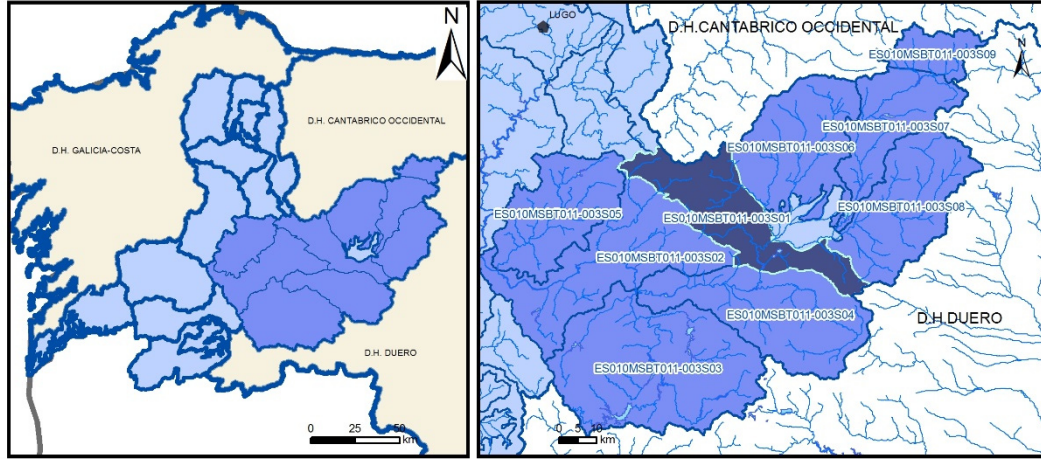 N
D.H. CANTABRICO OCCIDENTAL
D.H. GALICIA-COSTA
D.H. DUERO
0 25 50
km
LUGO
D.H.CANTABRICO OCCIDENTAL
N
ES010MSBT011-003S09
ES010MSBT011-003S07
ES010MSBT011-003S06
ES010MSBT011-003S08
ES010MSBT011-003S05
ES010MSBT011-003S01
ES010MSBT011-003S02
ES010MSBT011-003S04
D.H.DUERO
ES010MSBT011-003S03
0 5 10
km